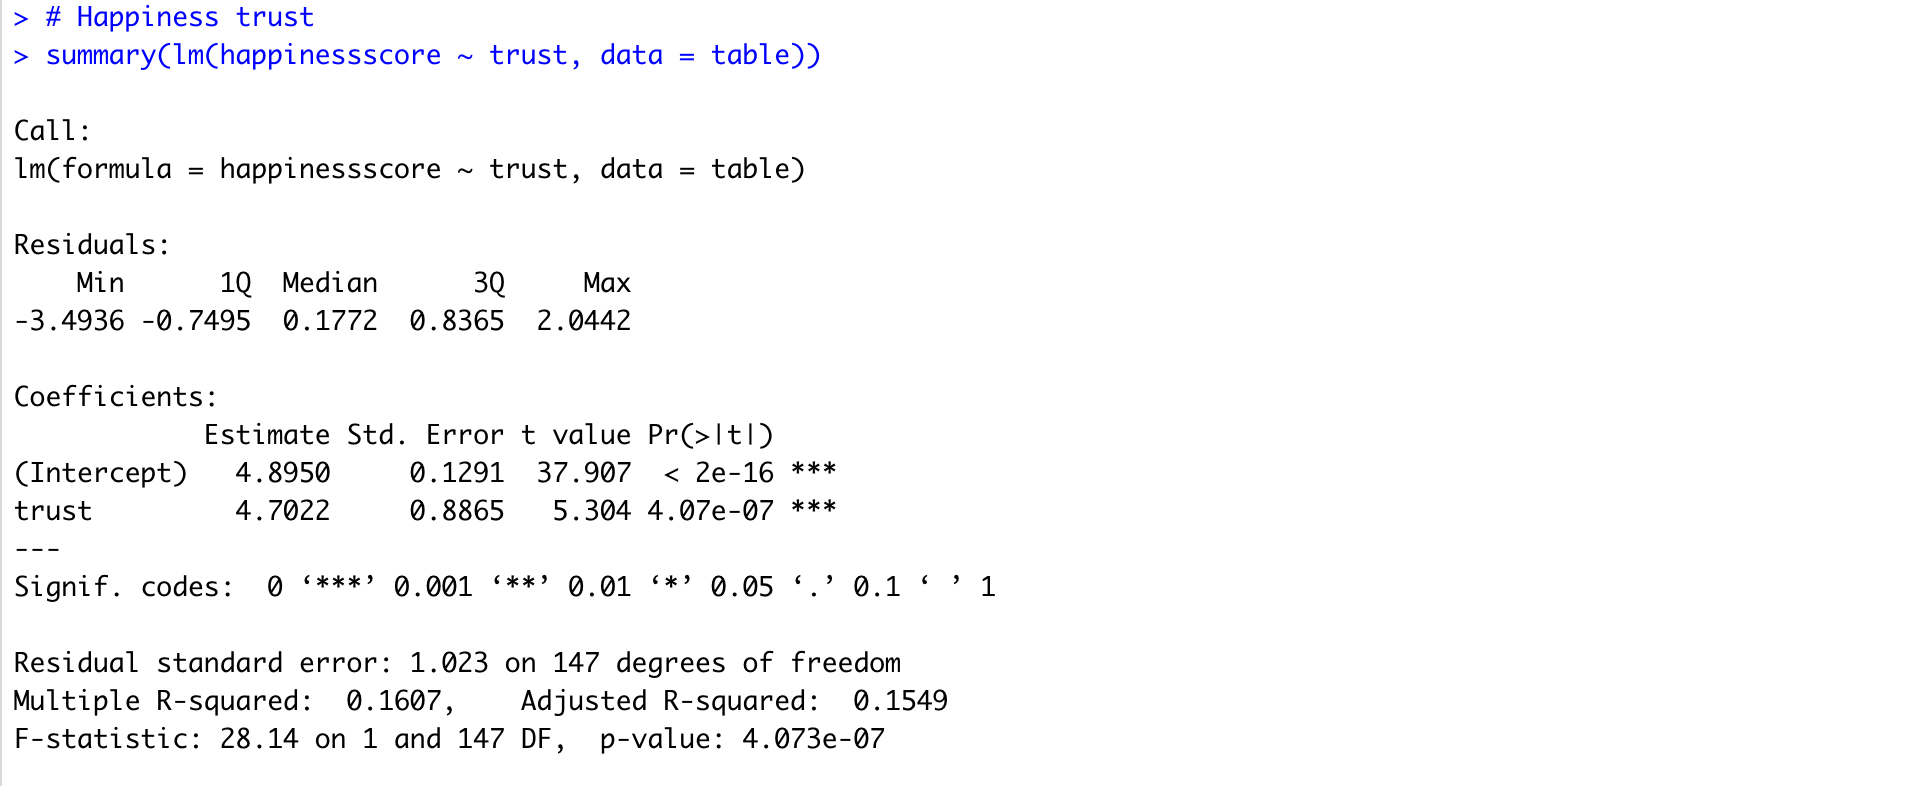 > # Happiness trust
> summary(lm(happinessscore ~ trust, data = table))
Call:
lm(formula = happinessscore ~ trust, data = table)
Residuals:
    Min      1Q  Median      3Q     Max
-3.4936 -0.7495  0.1772  0.8365  2.0442
Coefficients:
            Estimate Std. Error t value Pr(>|t|)
(Intercept)   4.8950     0.1291  37.907  < 2e-16 ***
trust         4.7022     0.8865   5.304 4.07e-07 ***
---
Signif. codes:  0 ‘***’ 0.001 ‘**’ 0.01 ‘*’ 0.05 ‘.’ 0.1 ‘ ’ 1
Residual standard error: 1.023 on 147 degrees of freedom
Multiple R-squared:  0.1607,    Adjusted R-squared:  0.1549
F-statistic: 28.14 on 1 and 147 DF,  p-value: 4.073e-07